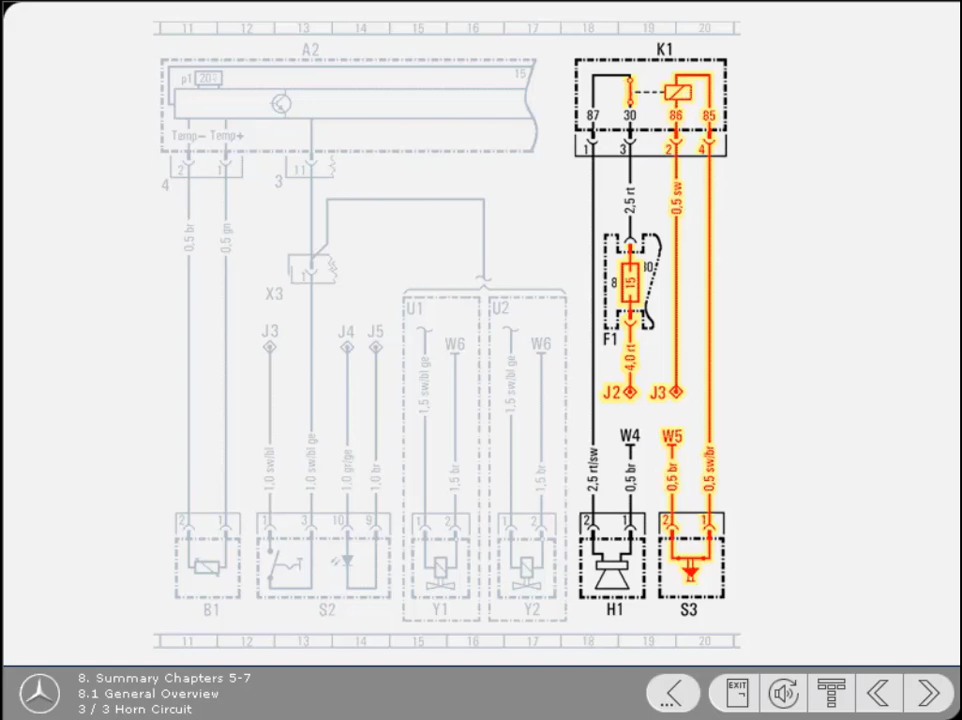 11 12 13 14 15 16 17 18 19 20
A2
K1
p1 20
15
Temp- Temp+
87 30 86 85
2 1 11 1 3 2 4
4 3
0,5 br 0,5 gn 2,5 rt 0,5 sw
1
X3
U1 U2
8 15 10
J3 J4 J5
W6 W6
F1
4,0 rt
J2 J3
W4 W5
1,0 sw/bl 1,0 sw/bl ge 1,0 gr/ge 1,0 br 1,5 sw/bl ge 1,5 br 1,5 sw/bl ge 1,5 br 2,5 rt/sw 0,5 br 0,5 br 0,5 sw/br
2 1 1 3 10 9 1 2 1 2 2 1 2 1
B1 S2 Y1 Y2 H1 S3
11 12 13 14 15 16 17 18 19 20
8. Summary Chapters 5-7
8.1 General Overview
3 / 3 Horn Circuit
EXIT